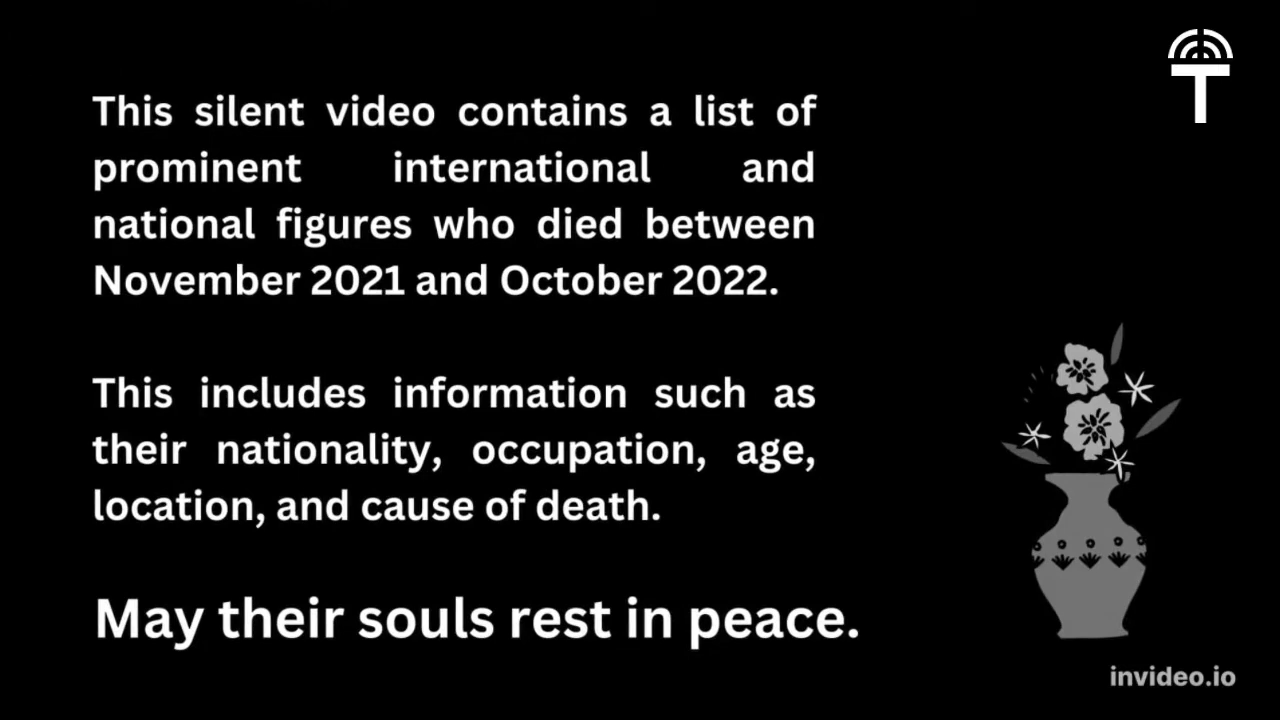 This silent video contains a list of
prominent international and
national figures who died between
November 2021 and October 2022.
This includes information such as
their nationality, occupation, age,
location, and cause of death.
May their souls rest in peace.
T
invideo.io